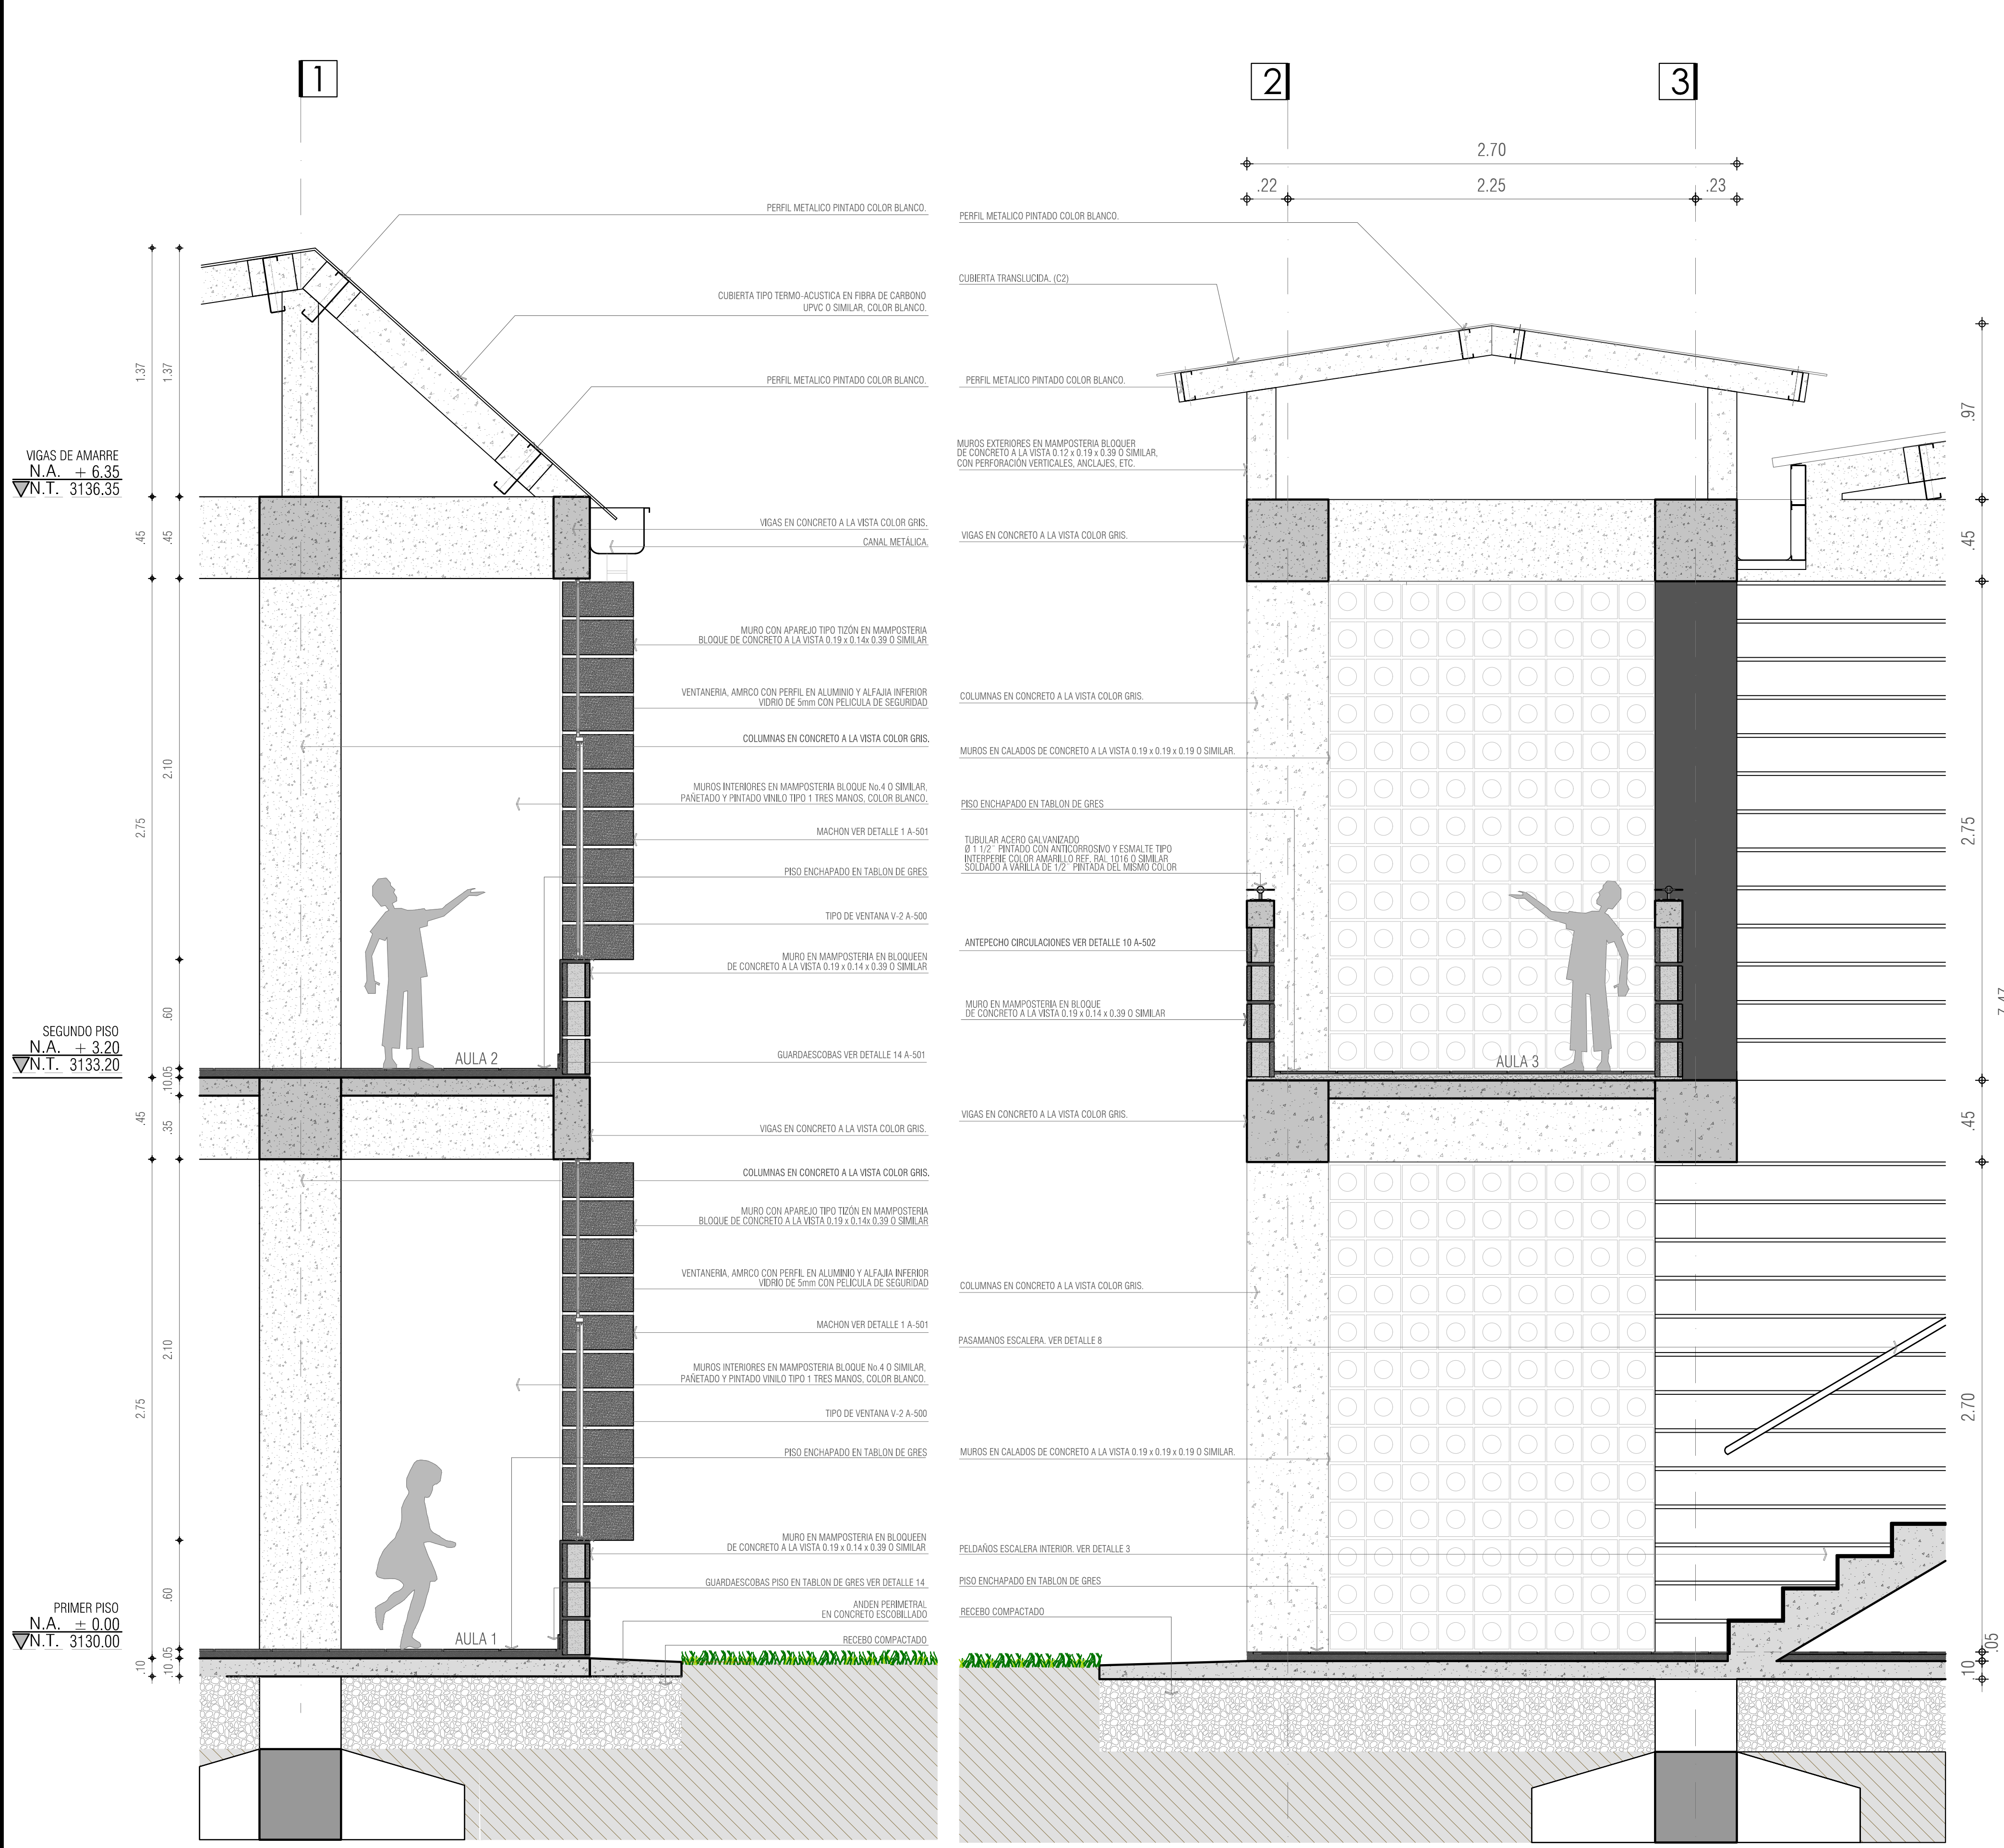 1
2
3
2.70
.22
2.25
.23
PERFIL METALICO PINTADO COLOR BLANCO.
CUBIERTA TIPO TERMO-ACUSTICA EN FIBRA DE CARBONO
UPVC O SIMILAR, COLOR BLANCO.
PERFIL METALICO PINTADO COLOR BLANCO.
VIGAS EN CONCRETO A LA VISTA COLOR GRIS.
CANAL METÁLICA.
MURO CON APAREJO TIPO TIZÓN EN MAMPOSTERIA
BLOQUE DE CONCRETO A LA VISTA 0.19 x 0.14x 0.39 O SIMILAR
VENTANERIA, AMRCO CON PERFIL EN ALUMINIO Y ALFAJIA INFERIOR
VIDRIO DE 5mm CON PELICULA DE SEGURIDAD
COLUMNAS EN CONCRETO A LA VISTA COLOR GRIS.
MUROS INTERIORES EN MAMPOSTERIA BLOQUE No.4 O SIMILAR,
PAÑETADO Y PINTADO VINILO TIPO 1 TRES MANOS, COLOR BLANCO.
MACHON VER DETALLE 1 A-501
PISO ENCHAPADO EN TABLON DE GRES
TIPO DE VENTANA V-2 A-500
MURO EN MAMPOSTERIA EN BLOQUEEN
DE CONCRETO A LA VISTA 0.19 x 0.14 x 0.39 O SIMILAR
GUARDAESCOBAS VER DETALLE 14 A-501
VIGAS EN CONCRETO A LA VISTA COLOR GRIS.
COLUMNAS EN CONCRETO A LA VISTA COLOR GRIS.
MURO CON APAREJO TIPO TIZÓN EN MAMPOSTERIA
BLOQUE DE CONCRETO A LA VISTA 0.19 x 0.14x 0.39 O SIMILAR
VENTANERIA, AMRCO CON PERFIL EN ALUMINIO Y ALFAJIA INFERIOR
VIDRIO DE 5mm CON PELICULA DE SEGURIDAD
MACHON VER DETALLE 1 A-501
MUROS INTERIORES EN MAMPOSTERIA BLOQUE No.4 O SIMILAR,
PAÑETADO Y PINTADO VINILO TIPO 1 TRES MANOS, COLOR BLANCO.
TIPO DE VENTANA V-2 A-500
PISO ENCHAPADO EN TABLON DE GRES
MURO EN MAMPOSTERIA EN BLOQUEEN
DE CONCRETO A LA VISTA 0.19 x 0.14 x 0.39 O SIMILAR
GUARDAESCOBAS PISO EN TABLON DE GRES VER DETALLE 14
ANDEN PERIMETRAL
EN CONCRETO ESCOBILLADO
RECEBO COMPACTADO
VIGAS DE AMARRE
N.A. + 6.35
N.T. 3136.35
SEGUNDO PISO
N.A. + 3.20
N.T. 3133.20
PRIMER PISO
N.A. ± 0.00
N.T. 3130.00
1.37
1.37
.45
.45
2.10
2.75
.60
.10.05
.45
.35
2.10
2.75
.60
.10
.10.05
AULA 2
AULA 1
PERFIL METALICO PINTADO COLOR BLANCO.
CUBIERTA TRANSLUCIDA. (C2)
PERFIL METALICO PINTADO COLOR BLANCO.
MUROS EXTERIORES EN MAMPOSTERIA BLOQUER
DE CONCRETO A LA VISTA 0.12 x 0.19 x 0.39 O SIMILAR,
CON PERFORACIÓN VERTICALES, ANCLAJES, ETC.
VIGAS EN CONCRETO A LA VISTA COLOR GRIS.
COLUMNAS EN CONCRETO A LA VISTA COLOR GRIS.
MUROS EN CALADOS DE CONCRETO A LA VISTA 0.19 x 0.19 x 0.19 O SIMILAR.
PISO ENCHAPADO EN TABLON DE GRES
TUBULAR ACERO GALVANIZADO
Ø 1 1/2¨ PINTADO CON ANTICORROSIVO Y ESMALTE TIPO
INTERPERIE COLOR AMARILLO REF. RAL 1016 O SIMILAR
SOLDADO A VARILLA DE 1/2¨ PINTADA DEL MISMO COLOR
ANTEPECHO CIRCULACIONES VER DETALLE 10 A-502
MURO EN MAMPOSTERIA EN BLOQUE
DE CONCRETO A LA VISTA 0.19 x 0.14 x 0.39 O SIMILAR
VIGAS EN CONCRETO A LA VISTA COLOR GRIS.
COLUMNAS EN CONCRETO A LA VISTA COLOR GRIS.
PASAMANOS ESCALERA. VER DETALLE 8
MUROS EN CALADOS DE CONCRETO A LA VISTA 0.19 x 0.19 x 0.19 O SIMILAR.
PELDAÑOS ESCALERA INTERIOR. VER DETALLE 3
PISO ENCHAPADO EN TABLON DE GRES
RECEBO COMPACTADO
AULA 3
.97
.45
2.75
7.47
.45
2.70
.05
.10